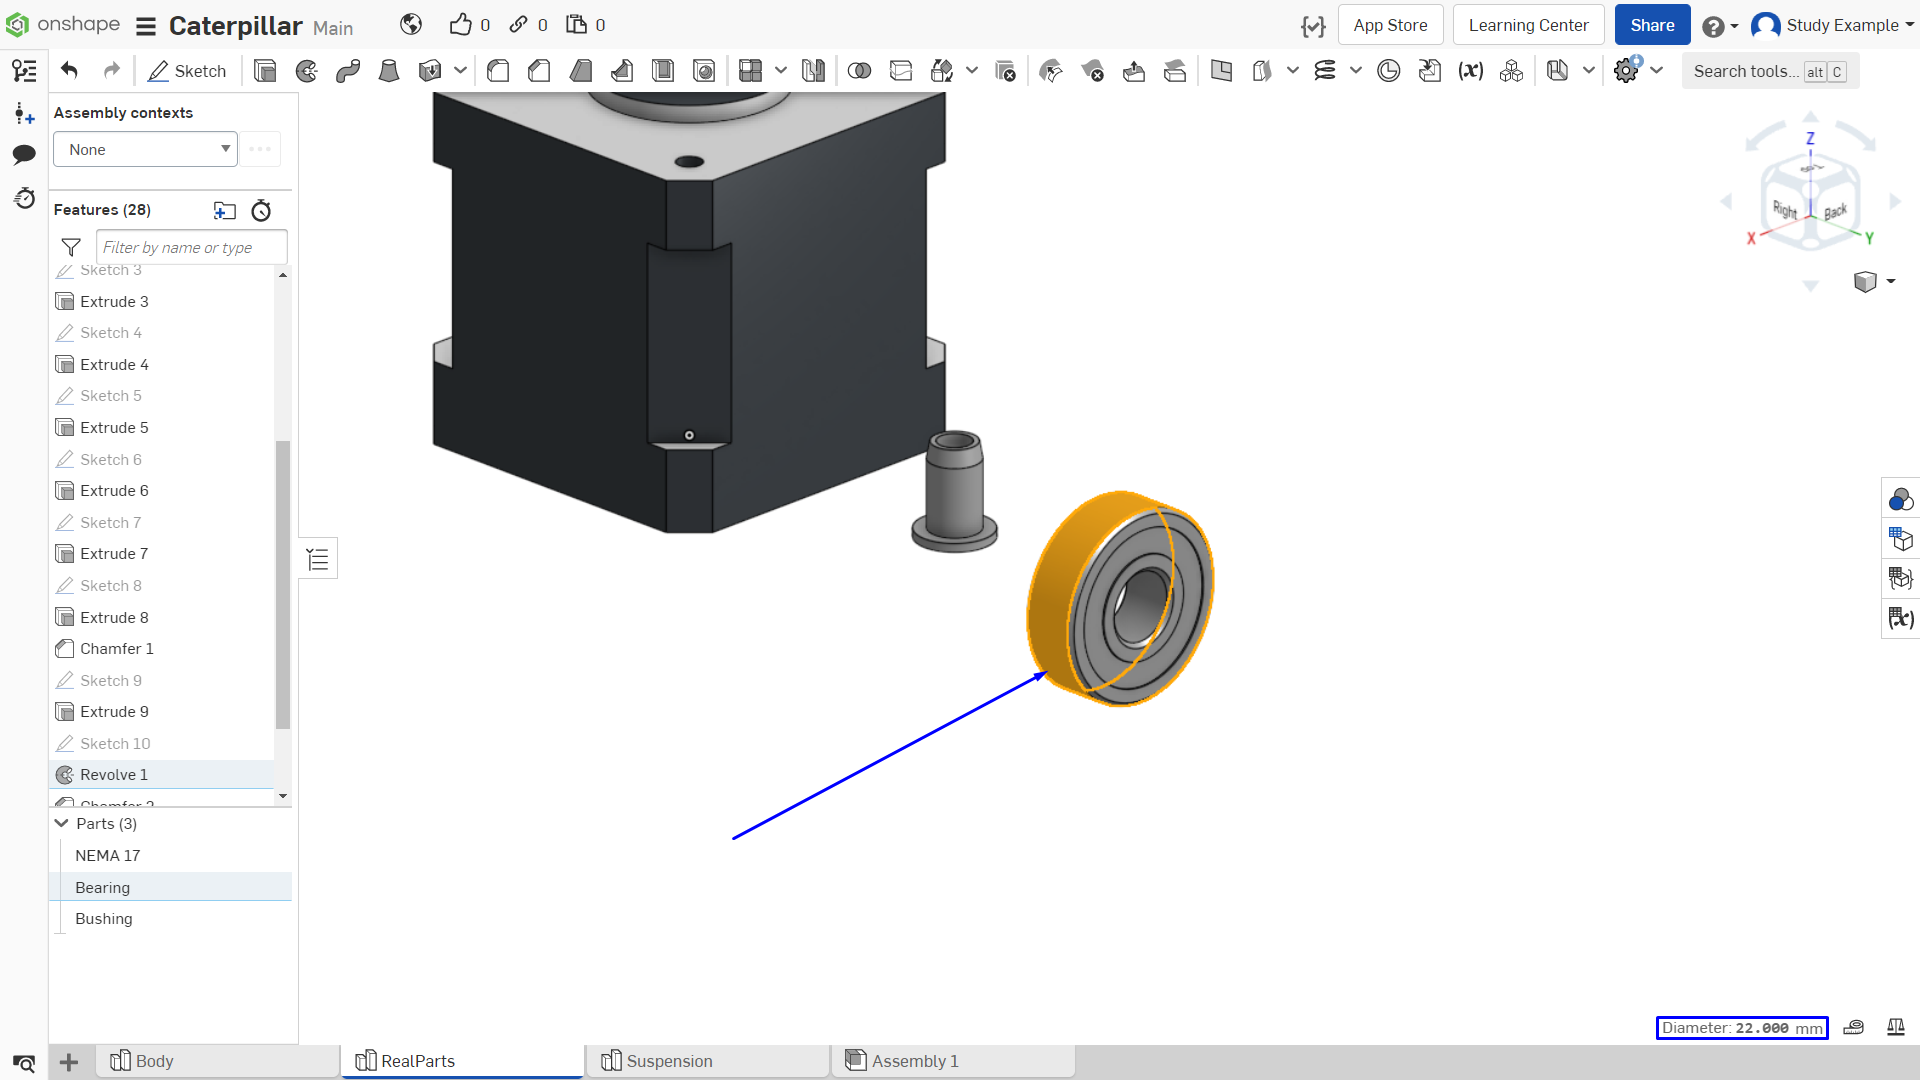 onshape Caterpillar Main 0 0 0 App Store Learning Center Share Study Example
Sketch (x) Search tools... alt C
Assembly contexts
None
Features (28)
Filter by name or type
Sketch 3
Extrude 3
Sketch 4
Extrude 4
Sketch 5
Extrude 5
Sketch 6
Extrude 6
Sketch 7
Extrude 7
Sketch 8
Extrude 8
Chamfer 1
Sketch 9
Extrude 9
Sketch 10
Revolve 1
Chamfer 2
Parts (3)
NEMA 17
Bearing
Bushing
Z
Right Back
X Y
(x)
Diameter: 22.000 mm
Body RealParts Suspension Assembly 1